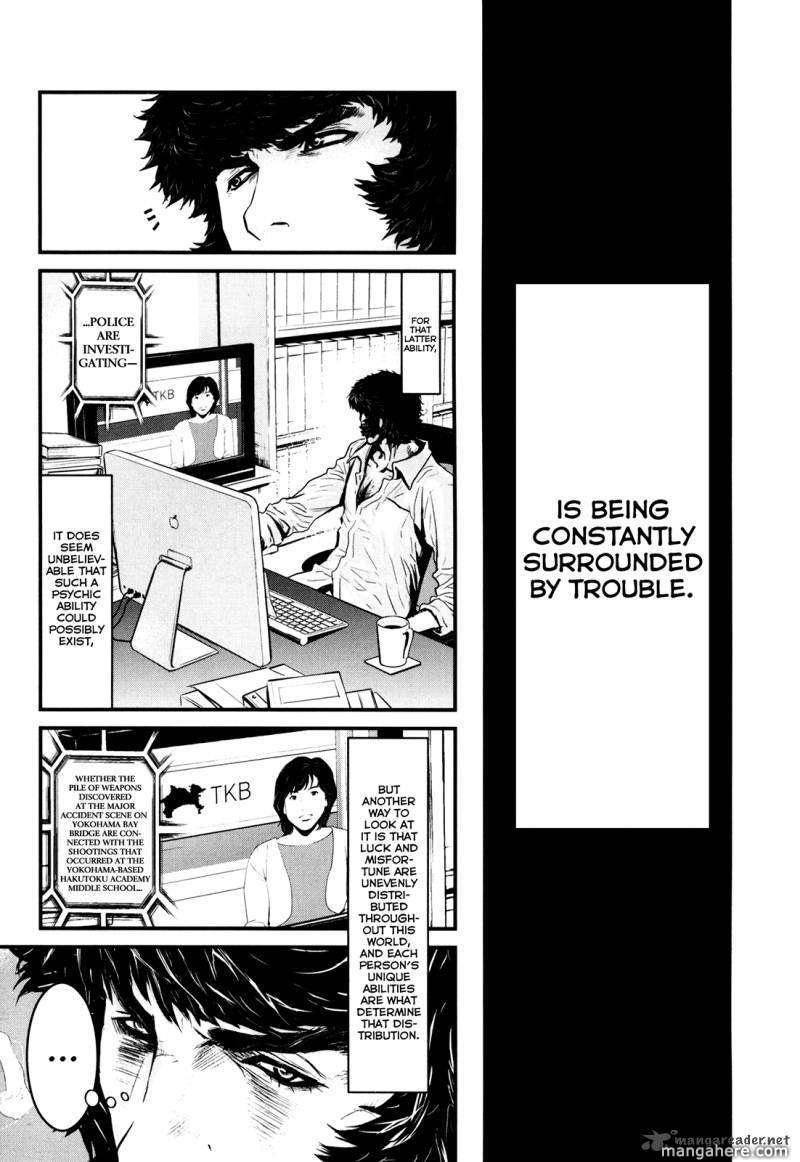 IS BEING
CONSTANTLY
SURROUNDED
BY TROUBLE.
FOR
THAT
LATTER
ABILITY,
...POLICE
ARE
INVESTI-
GATING—
TKB
IT DOES
SEEM
UNBELIEV-
ABLE THAT
SUCH A
PSYCHIC
ABILITY
COULD
POSSIBLY
EXIST,
BUT
ANOTHER
WAY TO
LOOK AT
IT IS THAT
LUCK AND
MISFOR-
TUNE ARE
UNEVENLY
DISTRI-
BUTED
THROUGH-
OUT THIS
WORLD,
AND EACH
PERSON'S
UNIQUE
ABILITIES
ARE WHAT
DETERMINE
THAT DIS-
TRIBUTION.
TKB
WHETHER THE
PILE OF WEAPONS
DISCOVERED
AT THE MAJOR
ACCIDENT SCENE ON
YOKOHAMA BAY
BRIDGE ARE CON-
NECTED WITH THE
SHOOTINGS THAT
OCCURRED AT THE
YOKOHAMA-BASED
HAKUTOKU ACADEMY
MIDDLE SCHOOL...
...
mangareader.net
mangahere.com